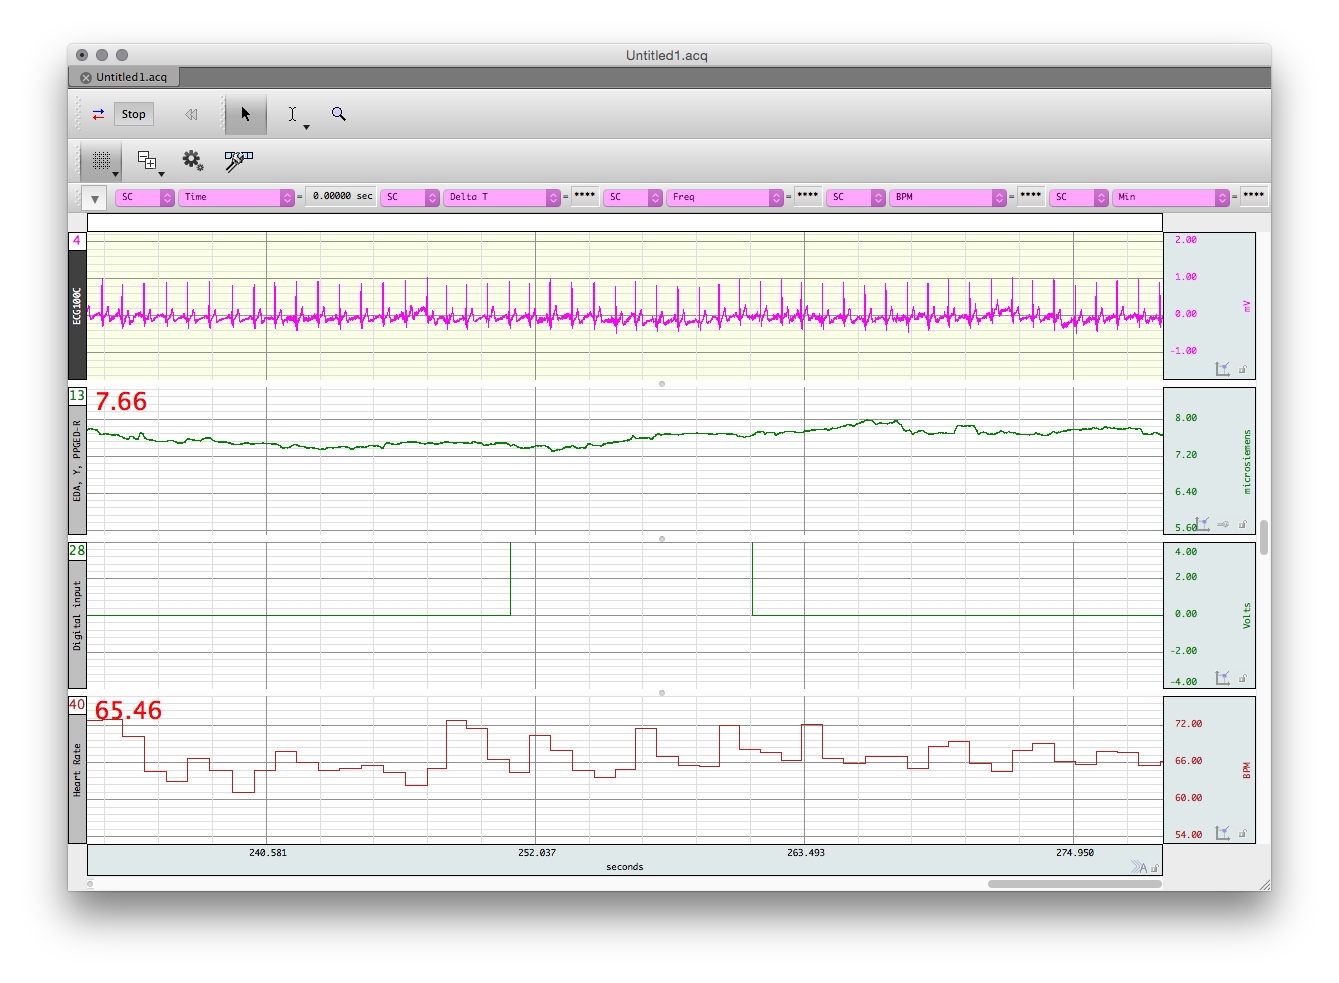 Untitled1.acq
Untitled1.acq
Stop
SC Time = 0.00000 sec SC Delta T = **** SC Freq = **** SC BPM = **** SC Min = ****
4
ECG100C
2.00
1.00
0.00
-1.00
mV
13
7.66
EDA, Y, PPGED-R
8.00
7.20
6.40
5.60
microsiemens
28
Digital input
4.00
2.00
0.00
-2.00
-4.00
Volts
40
65.46
Heart Rate
72.00
66.00
60.00
54.00
BPM
240.581 252.037 263.493 274.950
seconds
A